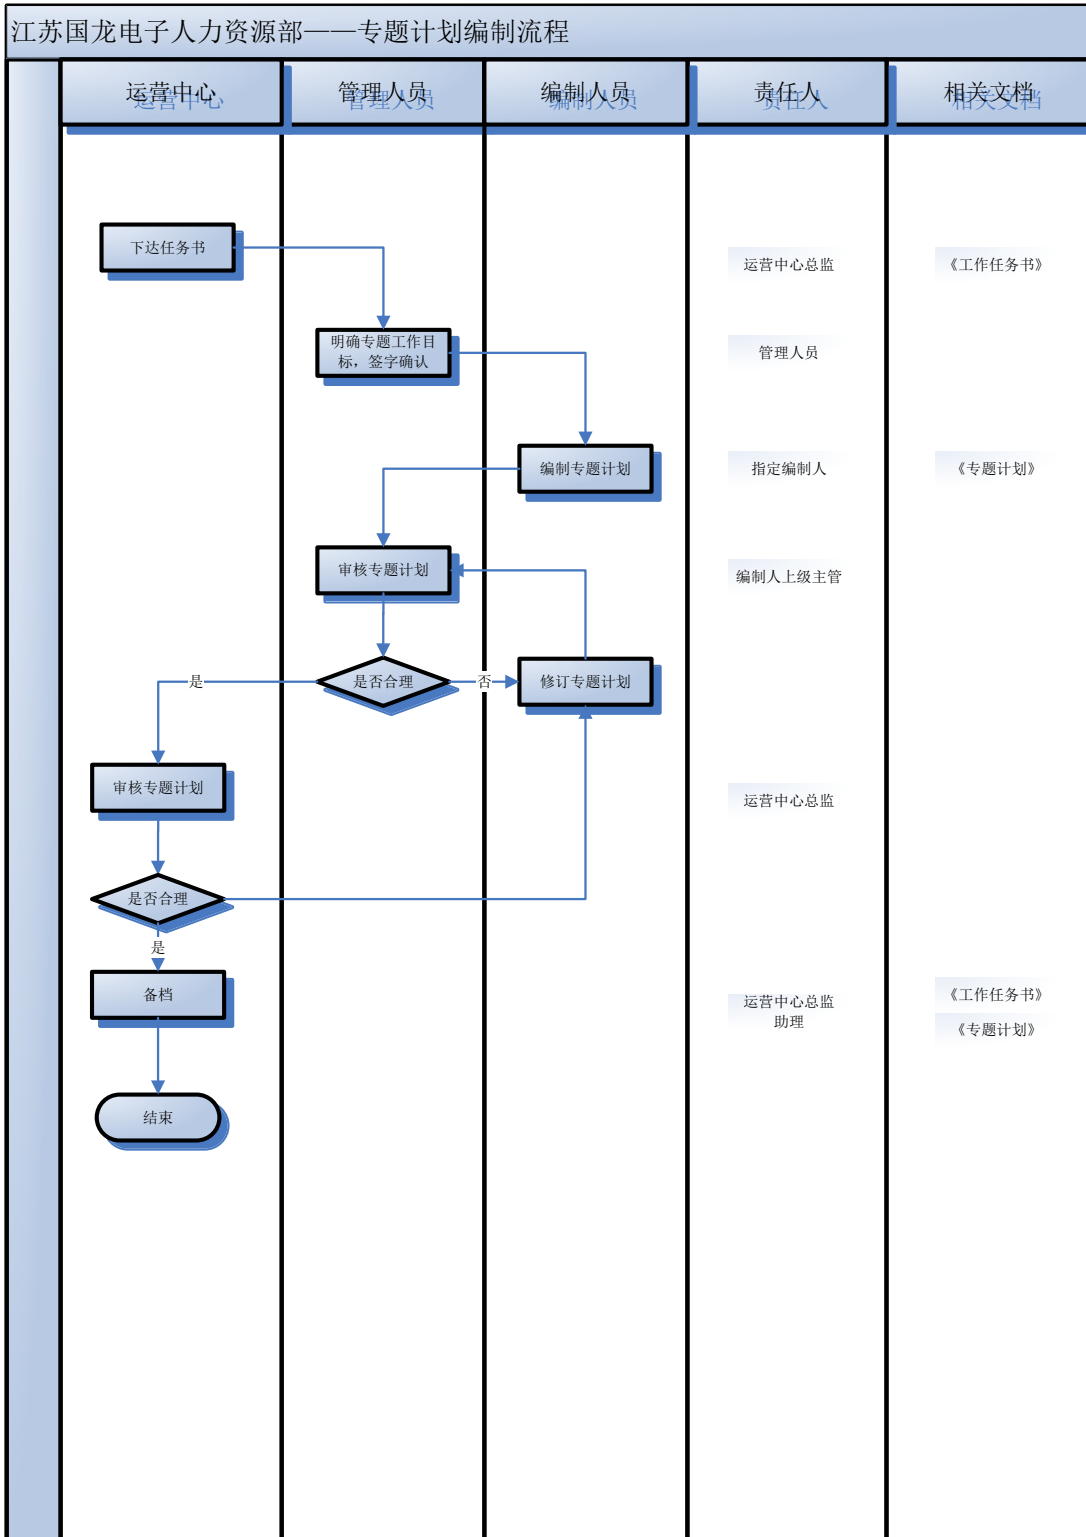 江苏国龙电子人力资源部——专题计划编制流程
运营中心
管理人员
编制人员
责任人
相关文档
下达任务书
运营中心总监
《工作任务书》
明确专题工作目
标，签字确认
管理人员
编制专题计划
指定编制人
《专题计划》
审核专题计划
编制人上级主管
是
是否合理
否
修订专题计划
审核专题计划
运营中心总监
是否合理
是
备档
运营中心总监
助理
《工作任务书》
《专题计划》
结束